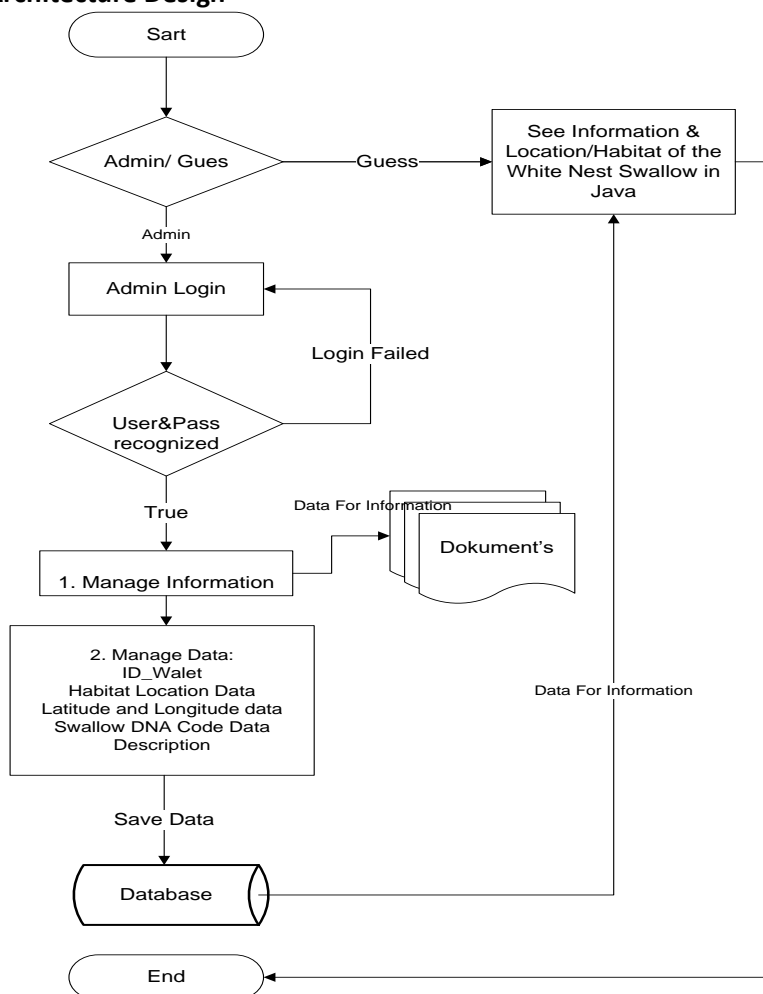 Architecture Design
Sart
Admin/ Gues
Guess
See Information &
Location/Habitat of the
White Nest Swallow in
Java
Admin
Admin Login
Login Failed
User&Pass
recognized
True
Data For Information
Dokument's
1. Manage Information
2. Manage Data:
ID_Walet
Habitat Location Data
Latitude and Longitude data
Swallow DNA Code Data
Description
Data For Information
Save Data
Database
End